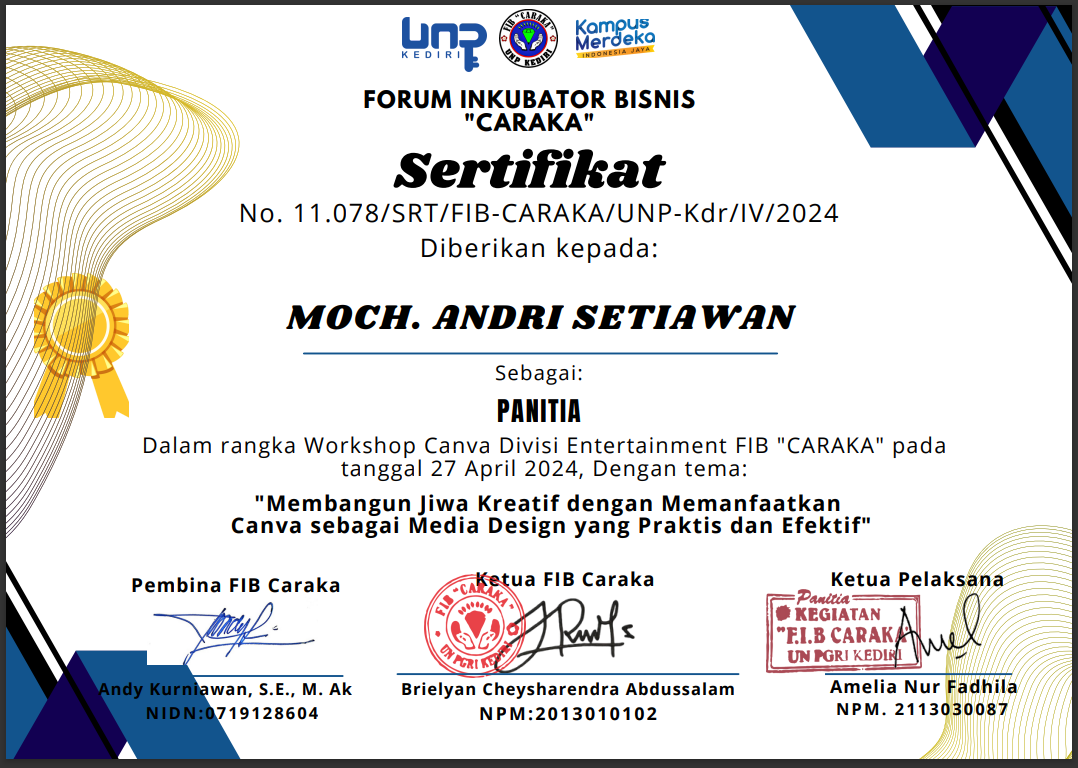 unp
KEDIRI
FIB "CARAKA"
UNP KEDIRI
Kampus
Merdeka
INDONESIA JAYA
FORUM INKUBATOR BISNIS
"CARAKA"
Sertifikat
No. 11.078/SRT/FIB-CARAKA/UNP-Kdr/IV/2024
Diberikan kepada:
MOCH. ANDRI SETIAWAN
Sebagai:
PANITIA
Dalam rangka Workshop Canva Divisi Entertainment FIB "CARAKA" pada
tanggal 27 April 2024, Dengan tema:
"Membangun Jiwa Kreatif dengan Memanfaatkan
Canva sebagai Media Design yang Praktis dan Efektif"
Pembina FIB Caraka
Andy Kurniawan, S.E., M. Ak
NIDN:0719128604
Ketua FIB Caraka
FIB "CARAKA"
UN PGRI KEDIRI
Brielyan Cheysharendra Abdussalam
NPM:2013010102
Ketua Pelaksana
Panitia
KEGIATAN
"F.I.B CARAKA"
UN PGRI KEDIRI
Amelia Nur Fadhila
NPM. 2113030087